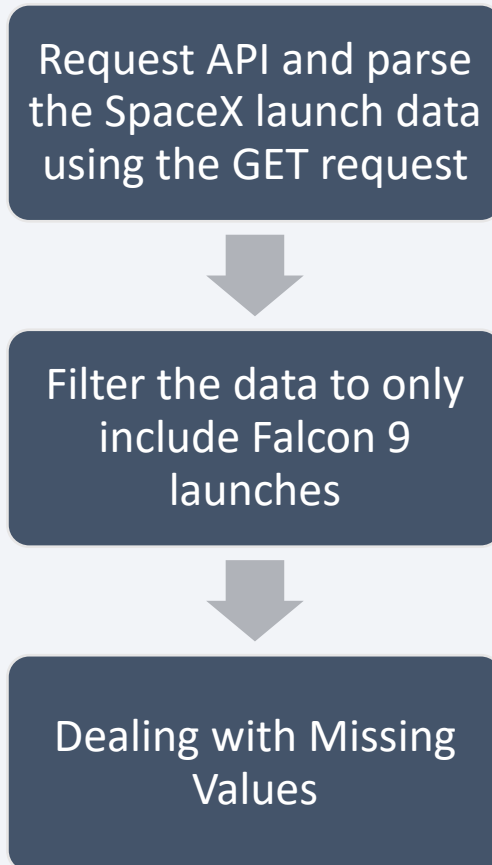 Request API and parse
the SpaceX launch data
using the GET request
Filter the data to only
include Falcon 9
launches
Dealing with Missing
Values